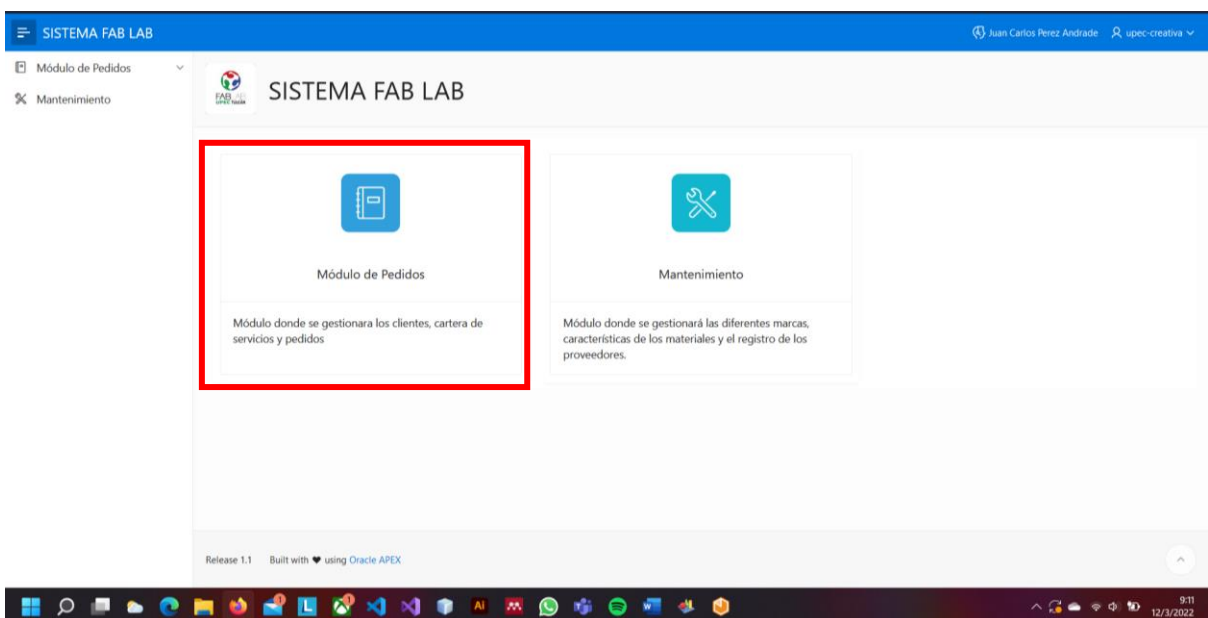 SISTEMA FAB LAB
Juan Carlos Perez Andrade
upec-creativa
Módulo de Pedidos
Mantenimiento
FAB LAB
SISTEMA FAB LAB
Módulo de Pedidos
Mantenimiento
Módulo donde se gestionara los clientes, cartera de
servicios y pedidos
Módulo donde se gestionará las diferentes marcas,
características de los materiales y el registro de los
proveedores.
Release 1.1
Built with ♥ using Oracle APEX
9:11
12/3/2022